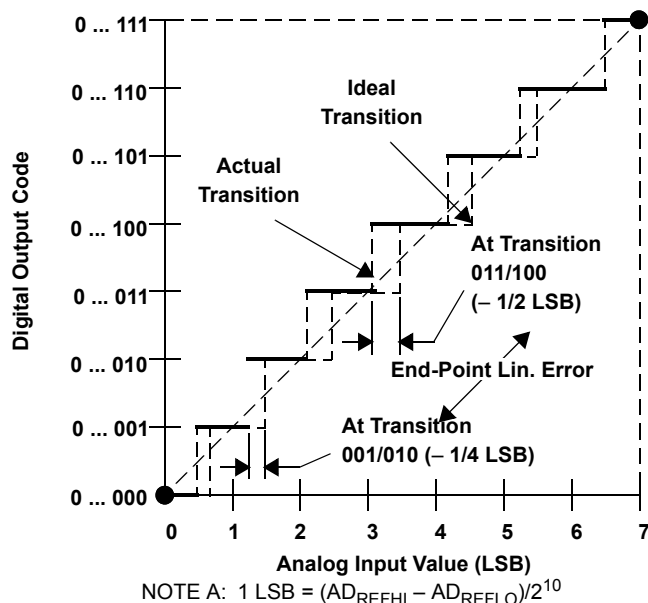 0 ... 111
0 ... 110
0 ... 101
0 ... 100
0 ... 011
0 ... 010
0 ... 001
0 ... 000
Digital Output Code
Ideal
Transition
Actual
Transition
At Transition
011/100
(– 1/2 LSB)
End-Point Lin. Error
At Transition
001/010 (– 1/4 LSB)
0 1 2 3 4 5 6 7
Analog Input Value (LSB)
NOTE A: 1 LSB = (AD_REFHI – AD_REFLO)/2^10